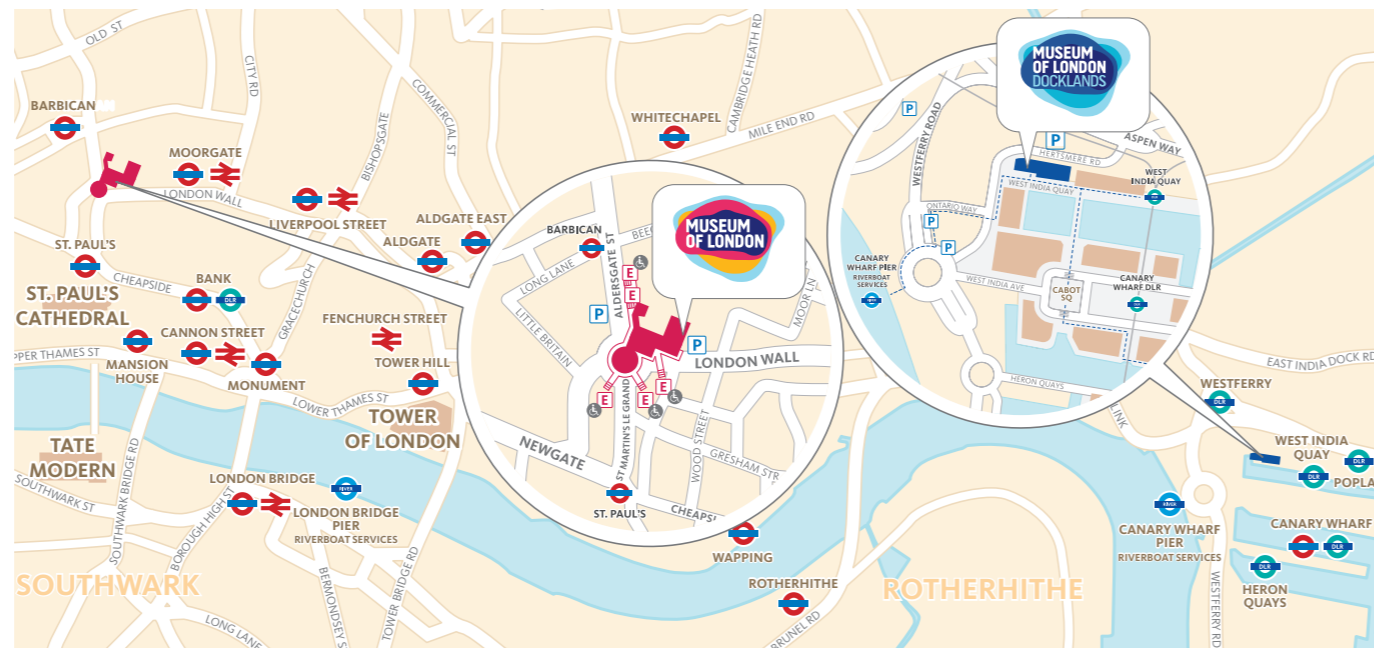 OLD ST
CITY RD
COMMERCIAL ST
BISHOPSGATE
CAMBRIDGE HEATH RD
MILE END RD
BARBICAN
MOORGATE
LONDON WALL
LIVERPOOL STREET
WHITECHAPEL
ALDGATE EAST
ALDGATE
ST. PAUL'S
CHEAPSIDE
BANK
DLR
ST. PAUL'S
CATHEDRAL
CANNON STREET
GRACECHURCH
FENCHURCH STREET
TOWER HILL
PPER THAMES ST
MANSION
HOUSE
MONUMENT
LOWER THAMES ST
TOWER
OF LONDON
TATE
MODERN
SOUTHWARK ST
SOUTHWARK BRIDGE RD
LONDON BRIDGE
RIVER
LONDON BRIDGE
PIER
RIVERBOAT SERVICES
BOROUGH HIGH ST
SOUTHWARK
LONG LANE
BERMONDSEY S
TOWER BRIDGE RD
MUSEUM
OF LONDON
BARBICAN
BEE
ALDERSGATE ST
LONG LANE
LITTLE BRITAIN
MOOR LN
E
E
P
P
LONDON WALL
E
E
E
ST MARTIN'S LE GRAND
WOOD STREET
NEWGATE
GRESHAM STR
ST. PAUL'S
CHEAPSI
WAPPING
ROTHERHITHE
BRUNEL RD
ROTHERHITHE
MUSEUM
OF LONDON
DOCKLANDS
P
P
WESTFERRY ROAD
ASPEN WAY
HERTSMERE RD
WEST INDIA QUAY
WEST
INDIA QUAY
ONTARIO WAY
P
P
CANARY
WHARF PIER
RIVERBOAT
SERVICES
WEST INDIA AVE
CABOT
SQ
CANARY
WHARF DLR
HERON QUAYS
LINK
EAST INDIA DOCK RD
WESTFERRY
DLR
WEST INDIA
QUAY
DLR
DLR
POPLA
RIVER
CANARY WHARF
PIER
RIVERBOAT SERVICES
CANARY WHARF
DLR
DLR
HERON
QUAYS
WESTFERRY RD